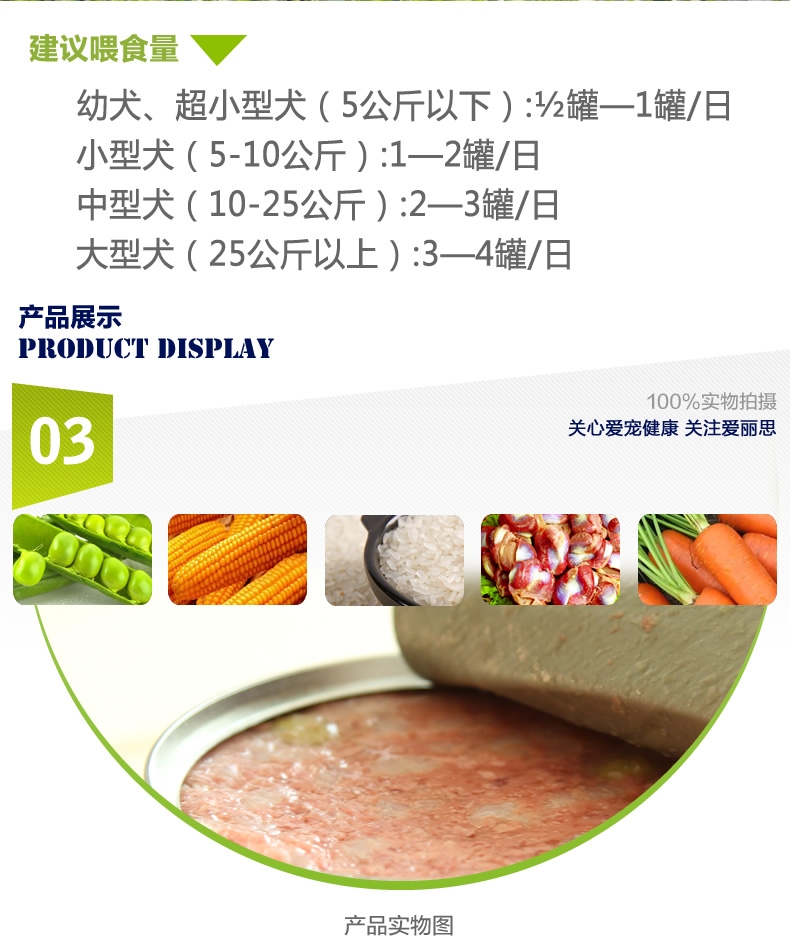 建议喂食量
幼犬、超小型犬（5公斤以下）:½罐—1罐/日
小型犬（5-10公斤）:1—2罐/日
中型犬（10-25公斤）:2—3罐/日
大型犬（25公斤以上）:3—4罐/日
产品展示
PRODUCT DISPLAY
03
100%实物拍摄
关心爱宠健康 关注爱丽思
产品实物图